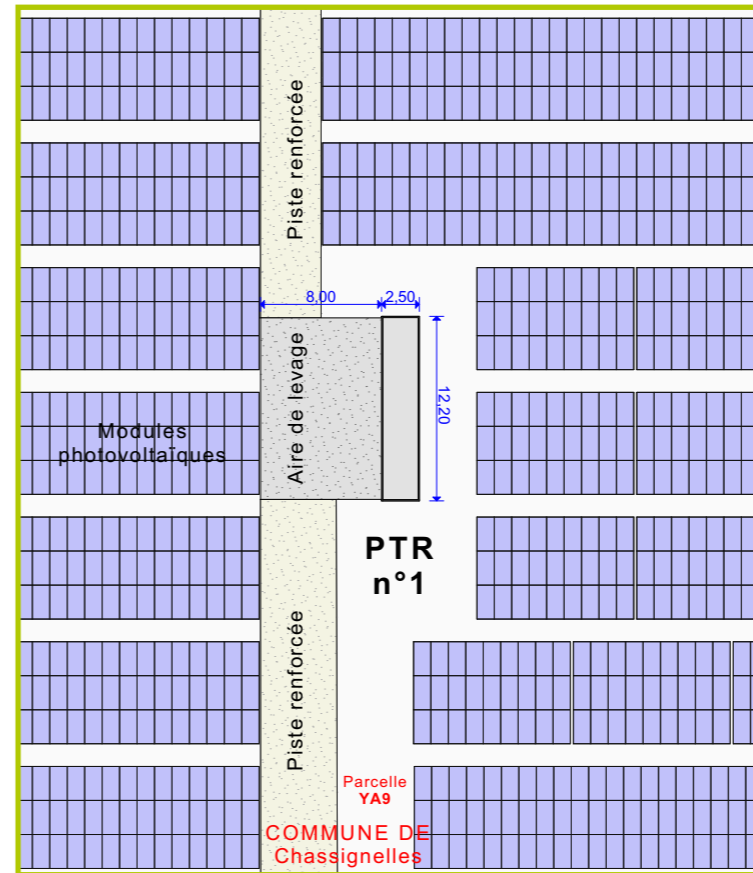 Piste renforcée
8,00
2,50
Aire de levage
12,20
Modules
photovoltaïques
PTR
n°1
Piste renforcée
Parcelle
YA9
COMMUNE DE
Chassignelles